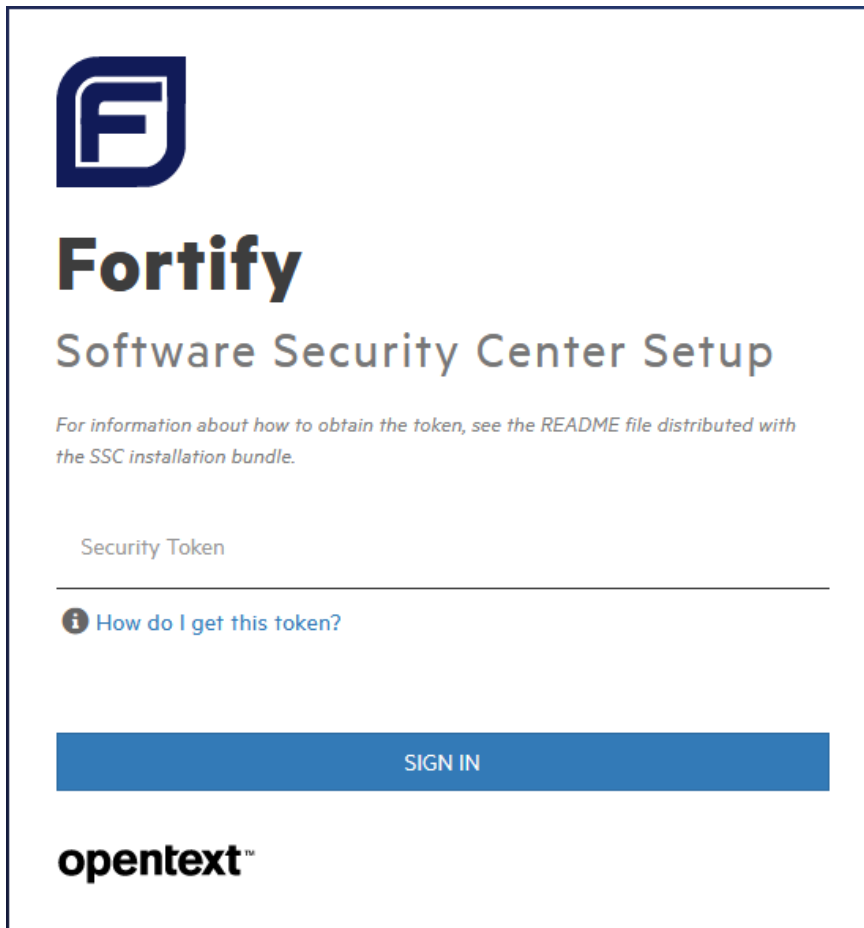 F
Fortify
Software Security Center Setup
For information about how to obtain the token, see the README file distributed with
the SSC installation bundle.
Security Token
How do I get this token?
SIGN IN
opentext™